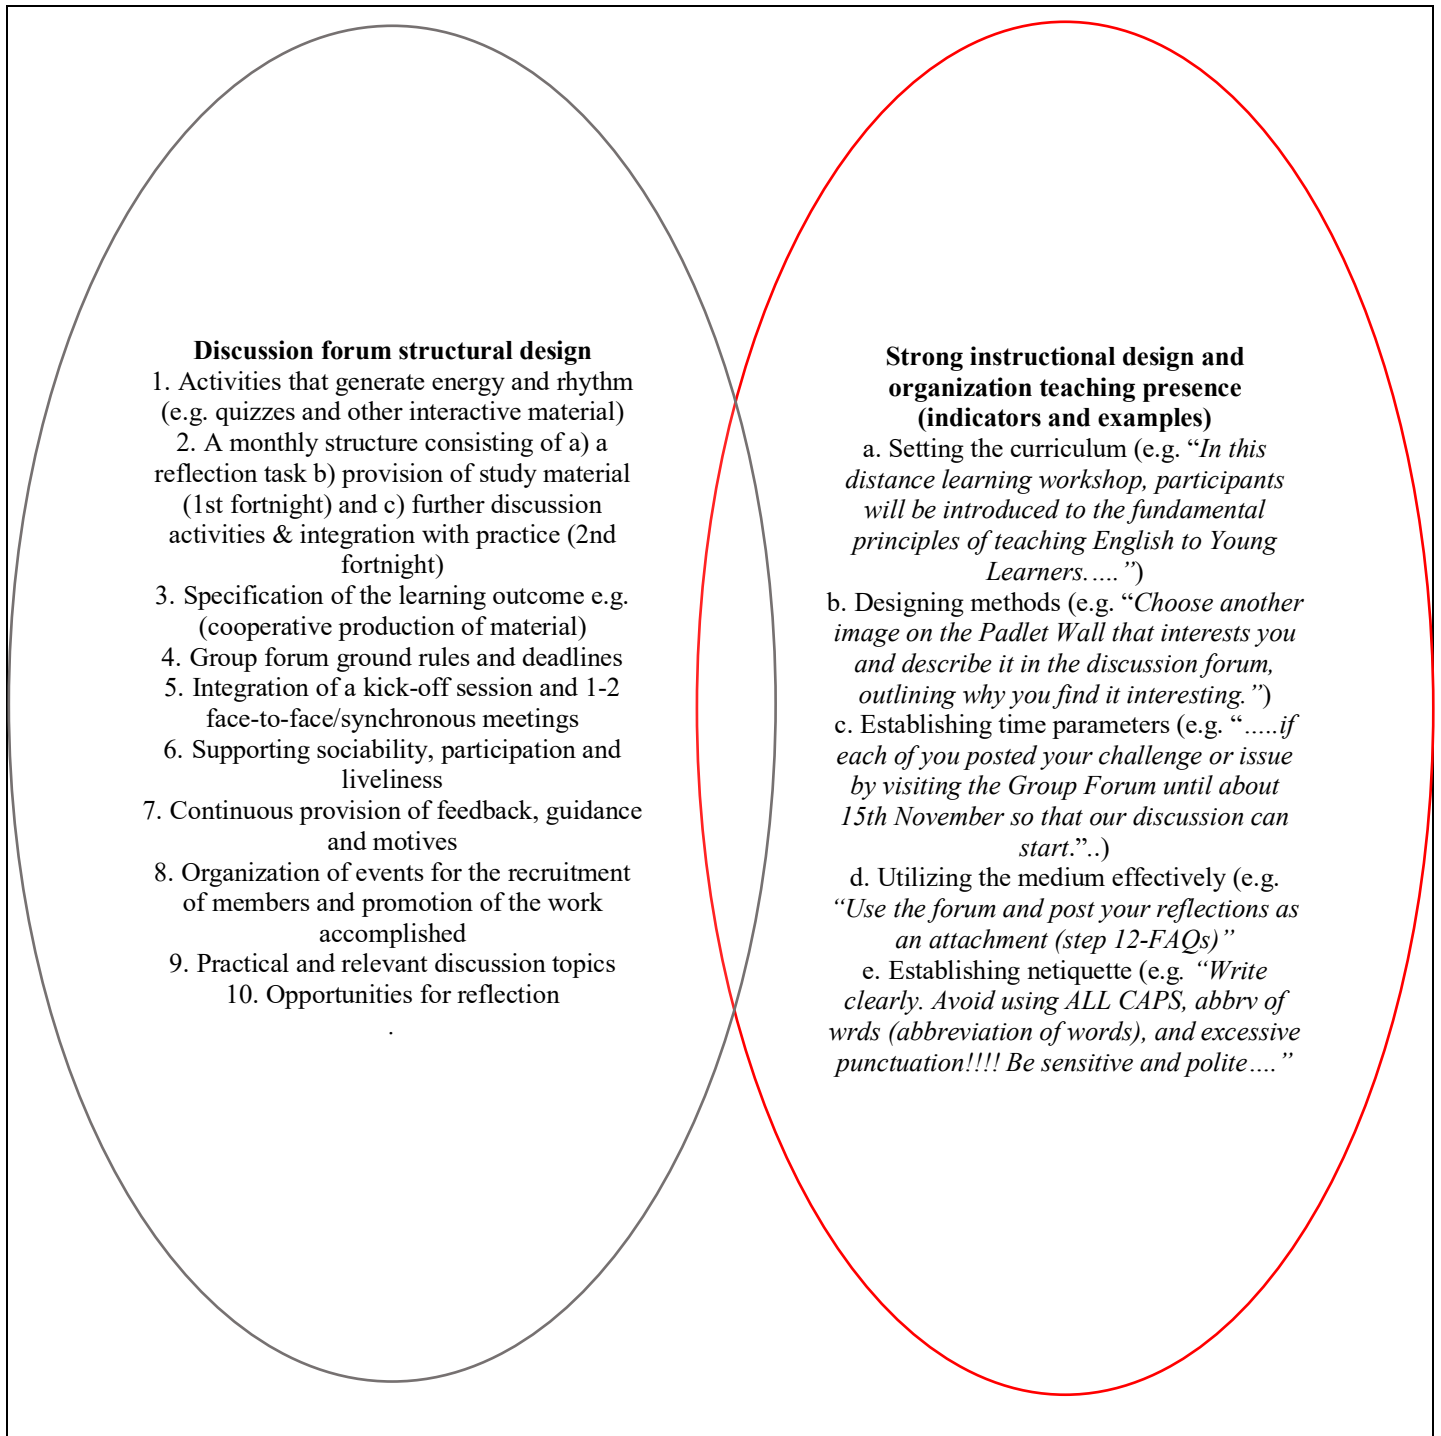 Discussion forum structural design
1. Activities that generate energy and rhythm
(e.g. quizzes and other interactive material)
2. A monthly structure consisting of a) a
reflection task b) provision of study material
(1st fortnight) and c) further discussion
activities & integration with practice (2nd
fortnight)
3. Specification of the learning outcome e.g.
(cooperative production of material)
4. Group forum ground rules and deadlines
5. Integration of a kick-off session and 1-2
face-to-face/synchronous meetings
6. Supporting sociability, participation and
liveliness
7. Continuous provision of feedback, guidance
and motives
8. Organization of events for the recruitment
of members and promotion of the work
accomplished
9. Practical and relevant discussion topics
10. Opportunities for reflection
.
Strong instructional design and
organization teaching presence
(indicators and examples)
a. Setting the curriculum (e.g. “In this
distance learning workshop, participants
will be introduced to the fundamental
principles of teaching English to Young
Learners.….”)
b. Designing methods (e.g. “Choose another
image on the Padlet Wall that interests you
and describe it in the discussion forum,
outlining why you find it interesting.”)
c. Establishing time parameters (e.g. “.....if
each of you posted your challenge or issue
by visiting the Group Forum until about
15th November so that our discussion can
start.”..)
d. Utilizing the medium effectively (e.g.
“Use the forum and post your reflections as
an attachment (step 12-FAQs)”
e. Establishing netiquette (e.g. “Write
clearly. Avoid using ALL CAPS, abbrv of
wrds (abbreviation of words), and excessive
punctuation!!!! Be sensitive and polite….”